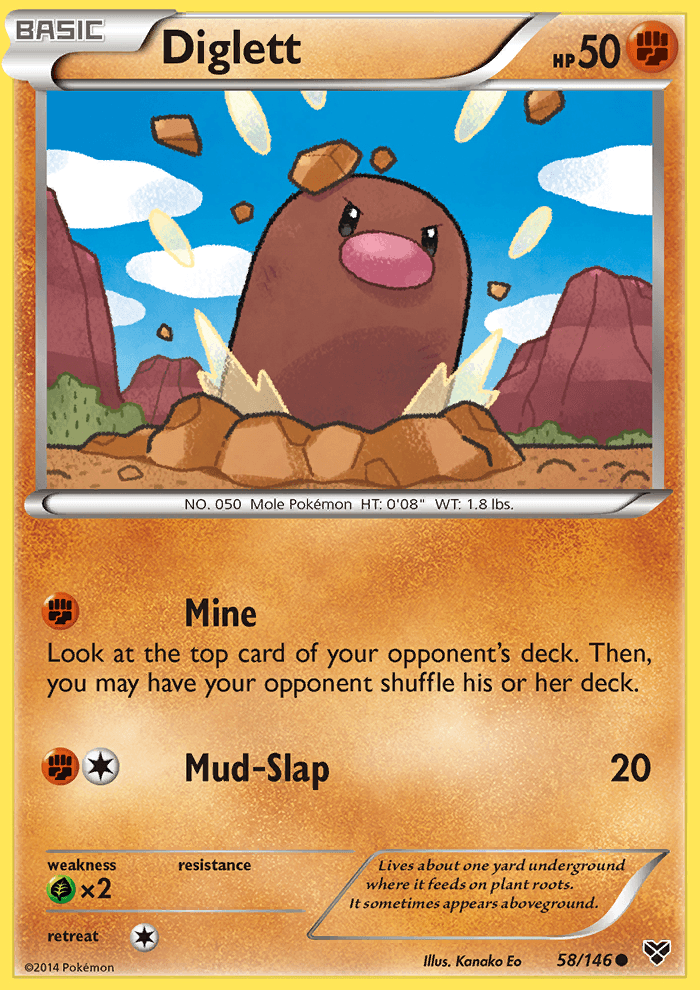 BASIC
Diglett
HP 50
NO. 050 Mole Pokémon HT: 0'08" WT: 1.8 lbs.
Mine
Look at the top card of your opponent's deck. Then,
you may have your opponent shuffle his or her deck.
Mud-Slap 20
weakness resistance
×2
Lives about one yard underground
where it feeds on plant roots.
It sometimes appears aboveground.
retreat
©2014 Pokémon
Illus. Kanako Eo 58/146